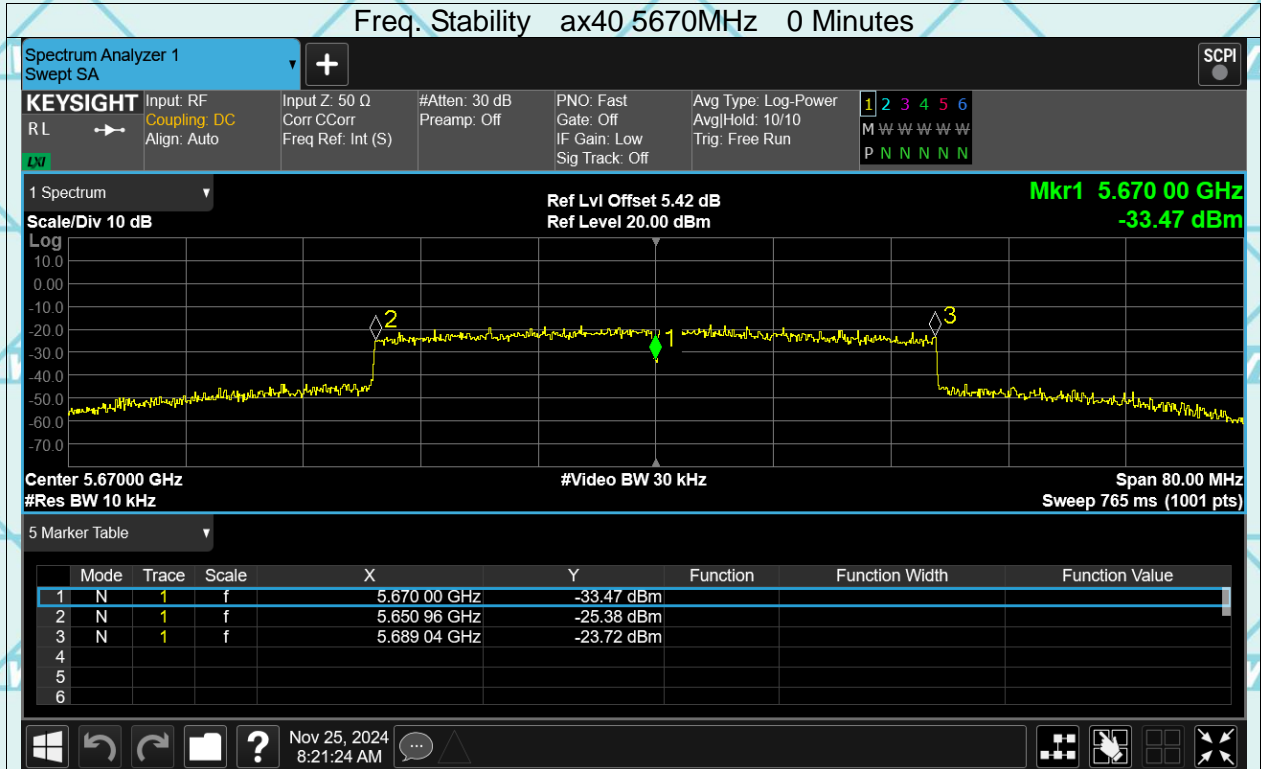 Freq. Stability ax40 5670MHz 0 Minutes
Spectrum Analyzer 1
Swept SA
SCPI
KEYSIGHT Input: RF Input Z: 50 Ω #Atten: 30 dB PNO: Fast Avg Type: Log-Power 1 2 3 4 5 6
RL Coupling: DC Corr CCorr Preamp: Off Gate: Off Avg|Hold: 10/10 M W W W W W
Align: Auto Freq Ref: Int (S) IF Gain: Low Trig: Free Run P N N N N N
LXI Sig Track: Off
1 Spectrum Ref Lvl Offset 5.42 dB Mkr1 5.670 00 GHz
Scale/Div 10 dB Ref Level 20.00 dBm -33.47 dBm
Log
10.0
0.00
-10.0
-20.0
-30.0
-40.0
-50.0
-60.0
-70.0
2
1
3
Center 5.67000 GHz #Video BW 30 kHz Span 80.00 MHz
#Res BW 10 kHz Sweep 765 ms (1001 pts)
5 Marker Table
Mode Trace Scale X Y Function Function Width Function Value
1 N 1 f 5.670 00 GHz -33.47 dBm
2 N 1 f 5.650 96 GHz -25.38 dBm
3 N 1 f 5.689 04 GHz -23.72 dBm
4
5
6
? Nov 25, 2024
8:21:24 AM